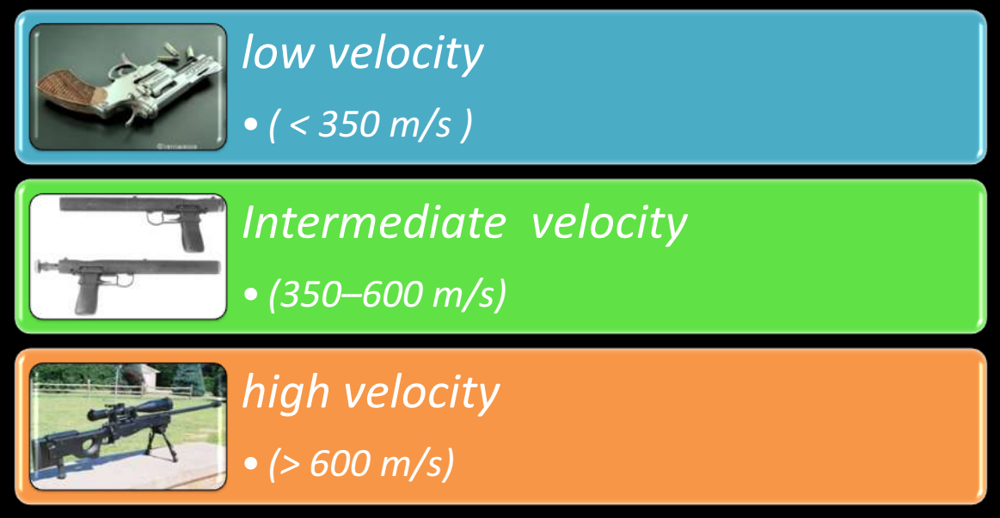 low velocity
• ( < 350 m/s )
Intermediate velocity
• (350–600 m/s)
high velocity
• (> 600 m/s)